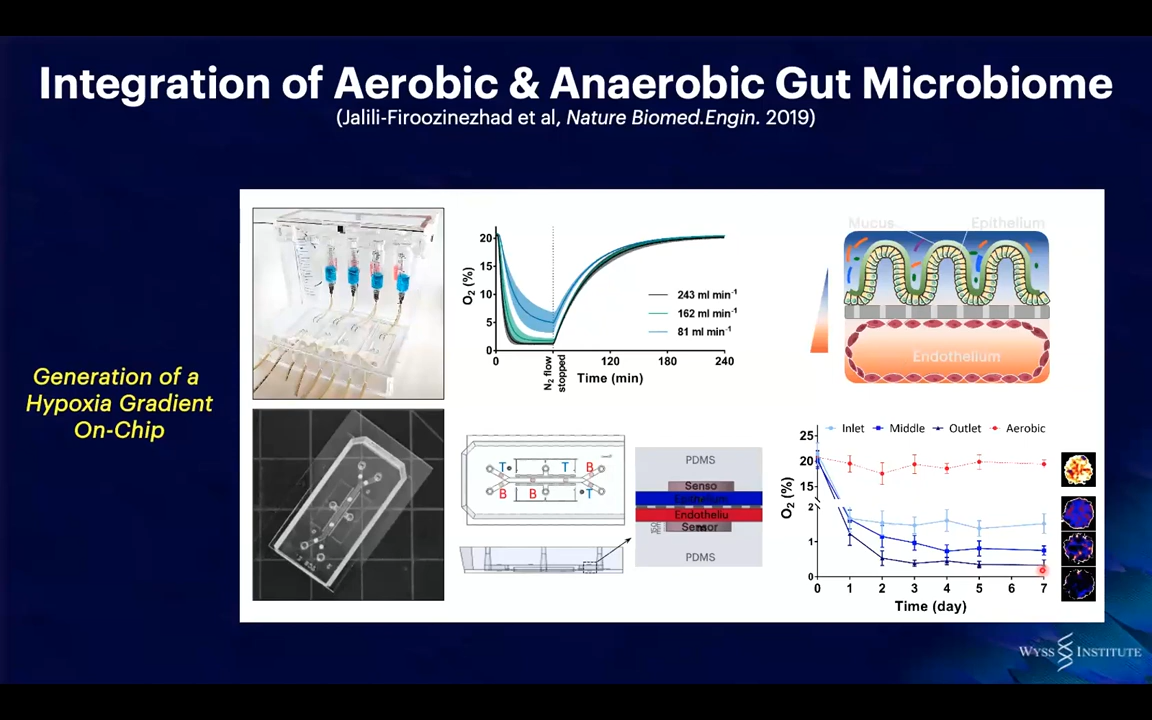 Integration of Aerobic & Anaerobic Gut Microbiome
(Jalili-Firoozinezhad et al, Nature Biomed.Engin. 2019)
Generation of a
Hypoxia Gradient
On-Chip
O2 (%)
20
15
10
5
0
243 ml min-1
162 ml min-1
81 ml min-1
0
N2 flow
stopped
120
180
240
Time (min)
Mucus
Epithelium
Endothelium
T
T
B
B
B
T
PDMS
Senso
Epitheliu
Endotheliu
Sensor
PDMS
Inlet
Middle
Outlet
Aerobic
O2 (%)
25
20
15
2
1
0
0 1 2 3 4 5 6 7
Time (day)
WYSS INSTITUTE